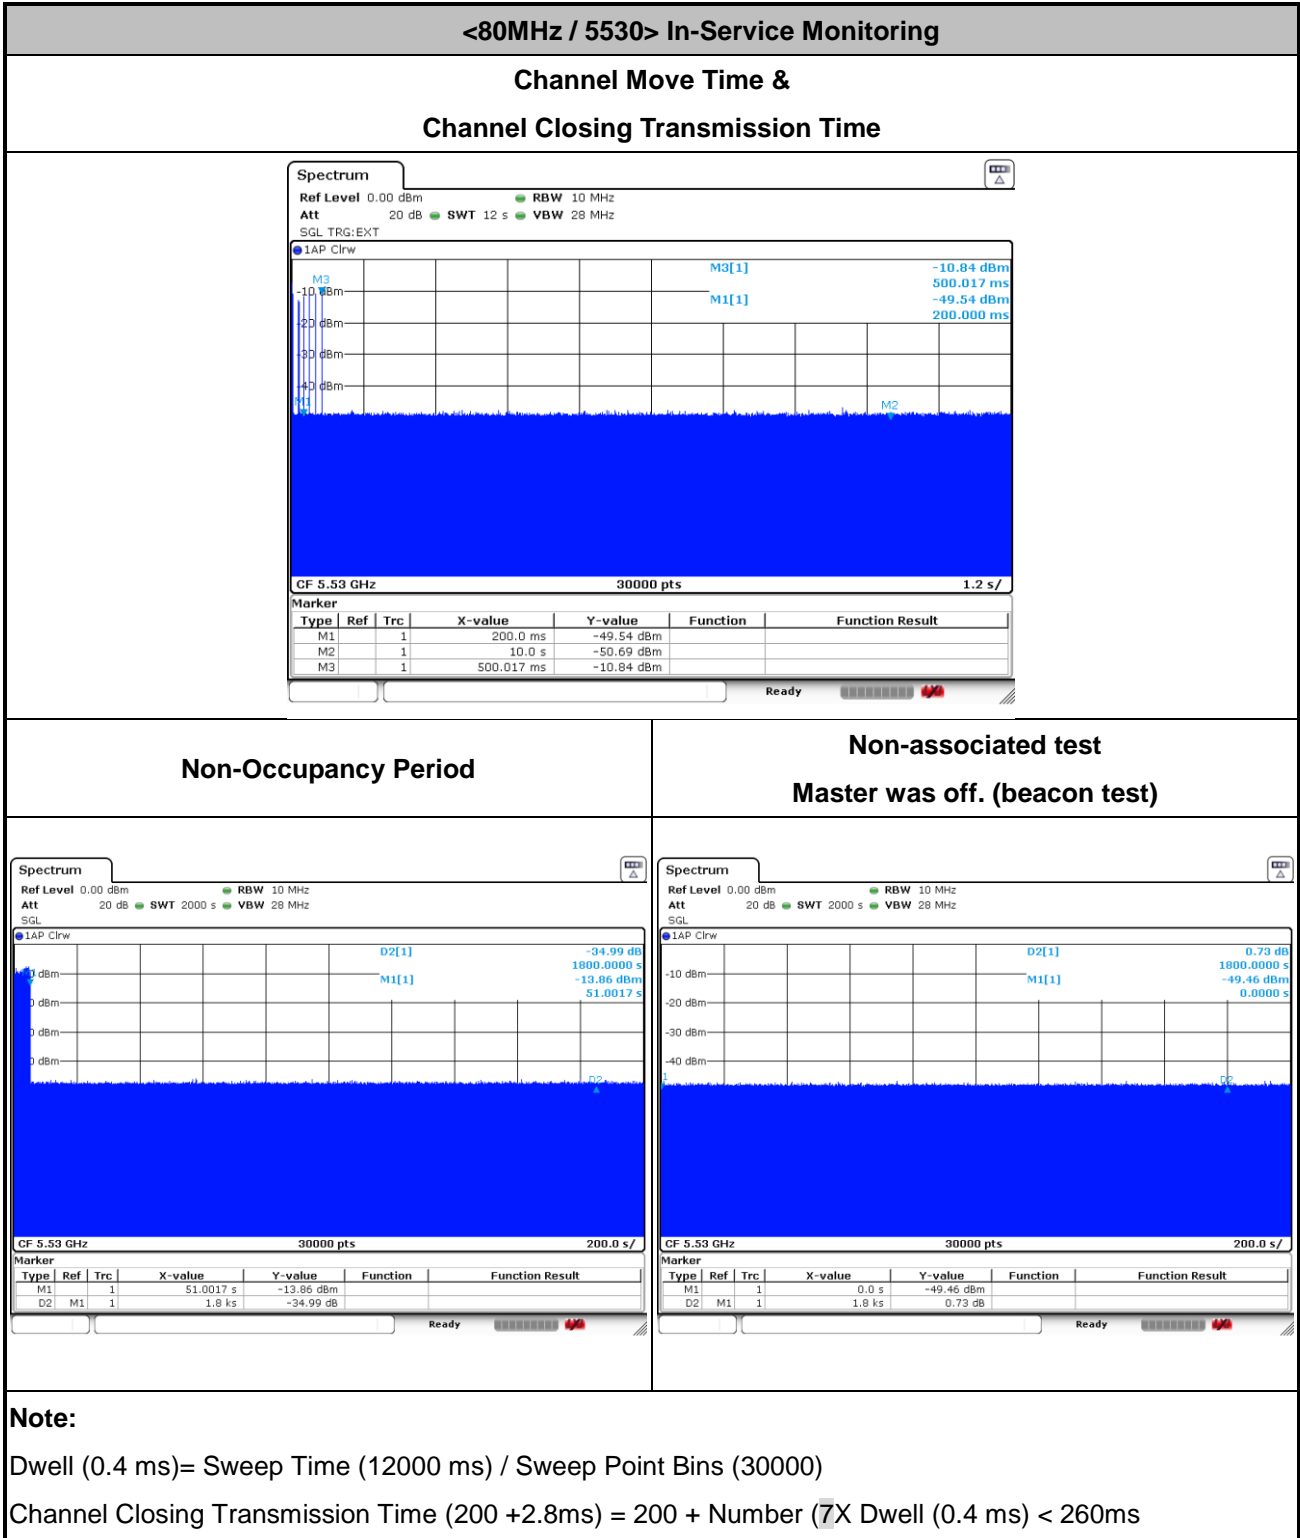 <80MHz / 5530> In-Service Monitoring
Channel Move Time &
Channel Closing Transmission Time
Spectrum
Ref Level 0.00 dBm RBW 10 MHz
Att 20 dB SWT 12 s VBW 28 MHz
SGL TRG:EXT
1AP Clrw
M3[1] -10.84 dBm
500.017 ms
M1[1] -49.54 dBm
200.000 ms
M3
-10 dBm
-20 dBm
-30 dBm
-40 dBm
M1
M2
CF 5.53 GHz 30000 pts 1.2 s/
Marker
Type Ref Trc X-value Y-value Function Function Result
M1 1 200.0 ms -49.54 dBm
M2 1 10.0 s -50.69 dBm
M3 1 500.017 ms -10.84 dBm
Ready
Non-Occupancy Period
Non-associated test
Master was off. (beacon test)
Spectrum
Ref Level 0.00 dBm RBW 10 MHz
Att 20 dB SWT 2000 s VBW 28 MHz
SGL
1AP Clrw
D2[1] -34.99 dB
1800.0000 s
M1[1] -13.86 dBm
51.0017 s
dBm
0 dBm
0 dBm
0 dBm
D2
CF 5.53 GHz 30000 pts 200.0 s/
Marker
Type Ref Trc X-value Y-value Function Function Result
M1 1 51.0017 s -13.86 dBm
D2 M1 1 1.8 ks -34.99 dB
Ready
Spectrum
Ref Level 0.00 dBm RBW 10 MHz
Att 20 dB SWT 2000 s VBW 28 MHz
SGL
1AP Clrw
D2[1] 0.73 dB
1800.0000 s
M1[1] -49.46 dBm
0.0000 s
-10 dBm
-20 dBm
-30 dBm
-40 dBm
1
D2
CF 5.53 GHz 30000 pts 200.0 s/
Marker
Type Ref Trc X-value Y-value Function Function Result
M1 1 0.0 s -49.46 dBm
D2 M1 1 1.8 ks 0.73 dB
Ready
Note:
Dwell (0.4 ms)= Sweep Time (12000 ms) / Sweep Point Bins (30000)
Channel Closing Transmission Time (200 +2.8ms) = 200 + Number (7X Dwell (0.4 ms) < 260ms